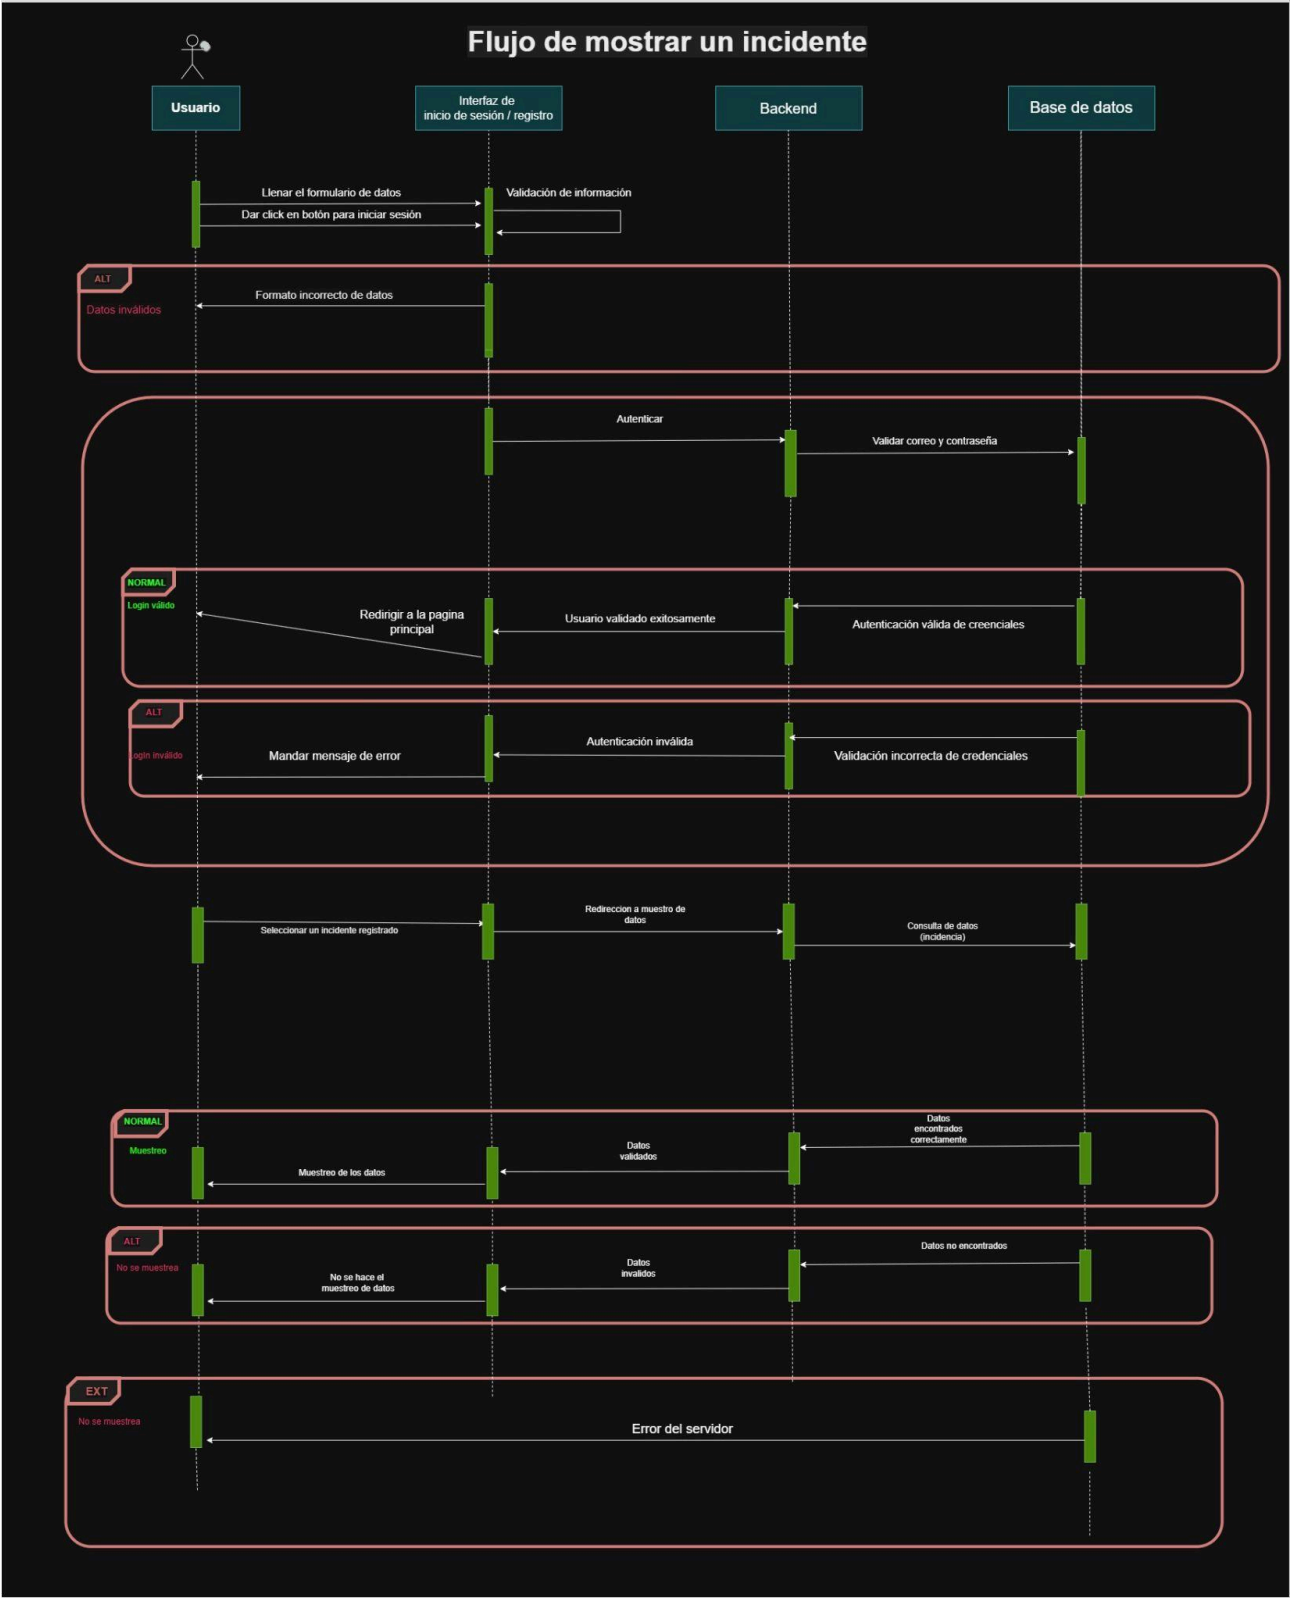 Flujo de mostrar un incidente
Usuario
Interfaz de
inicio de sesión / registro
Backend
Base de datos
Llenar el formulario de datos
Validación de información
Dar click en botón para iniciar sesión
ALT
Datos inválidos
Formato incorrecto de datos
Autenticar
Validar correo y contraseña
NORMAL
Login válido
Redirigir a la pagina
principal
Usuario validado exitosamente
Autenticación válida de creenciales
ALT
Login inválido
Mandar mensaje de error
Autenticación inválida
Validación incorrecta de credenciales
Seleccionar un incidente registrado
Redireccion a muestro de
datos
Consulta de datos
(incidencia)
NORMAL
Muestreo
Muestreo de los datos
Datos
validados
Datos
encontrados
correctamente
ALT
No se muestrea
No se hace el
muestreo de datos
Datos
invalidos
Datos no encontrados
EXT
No se muestrea
Error del servidor